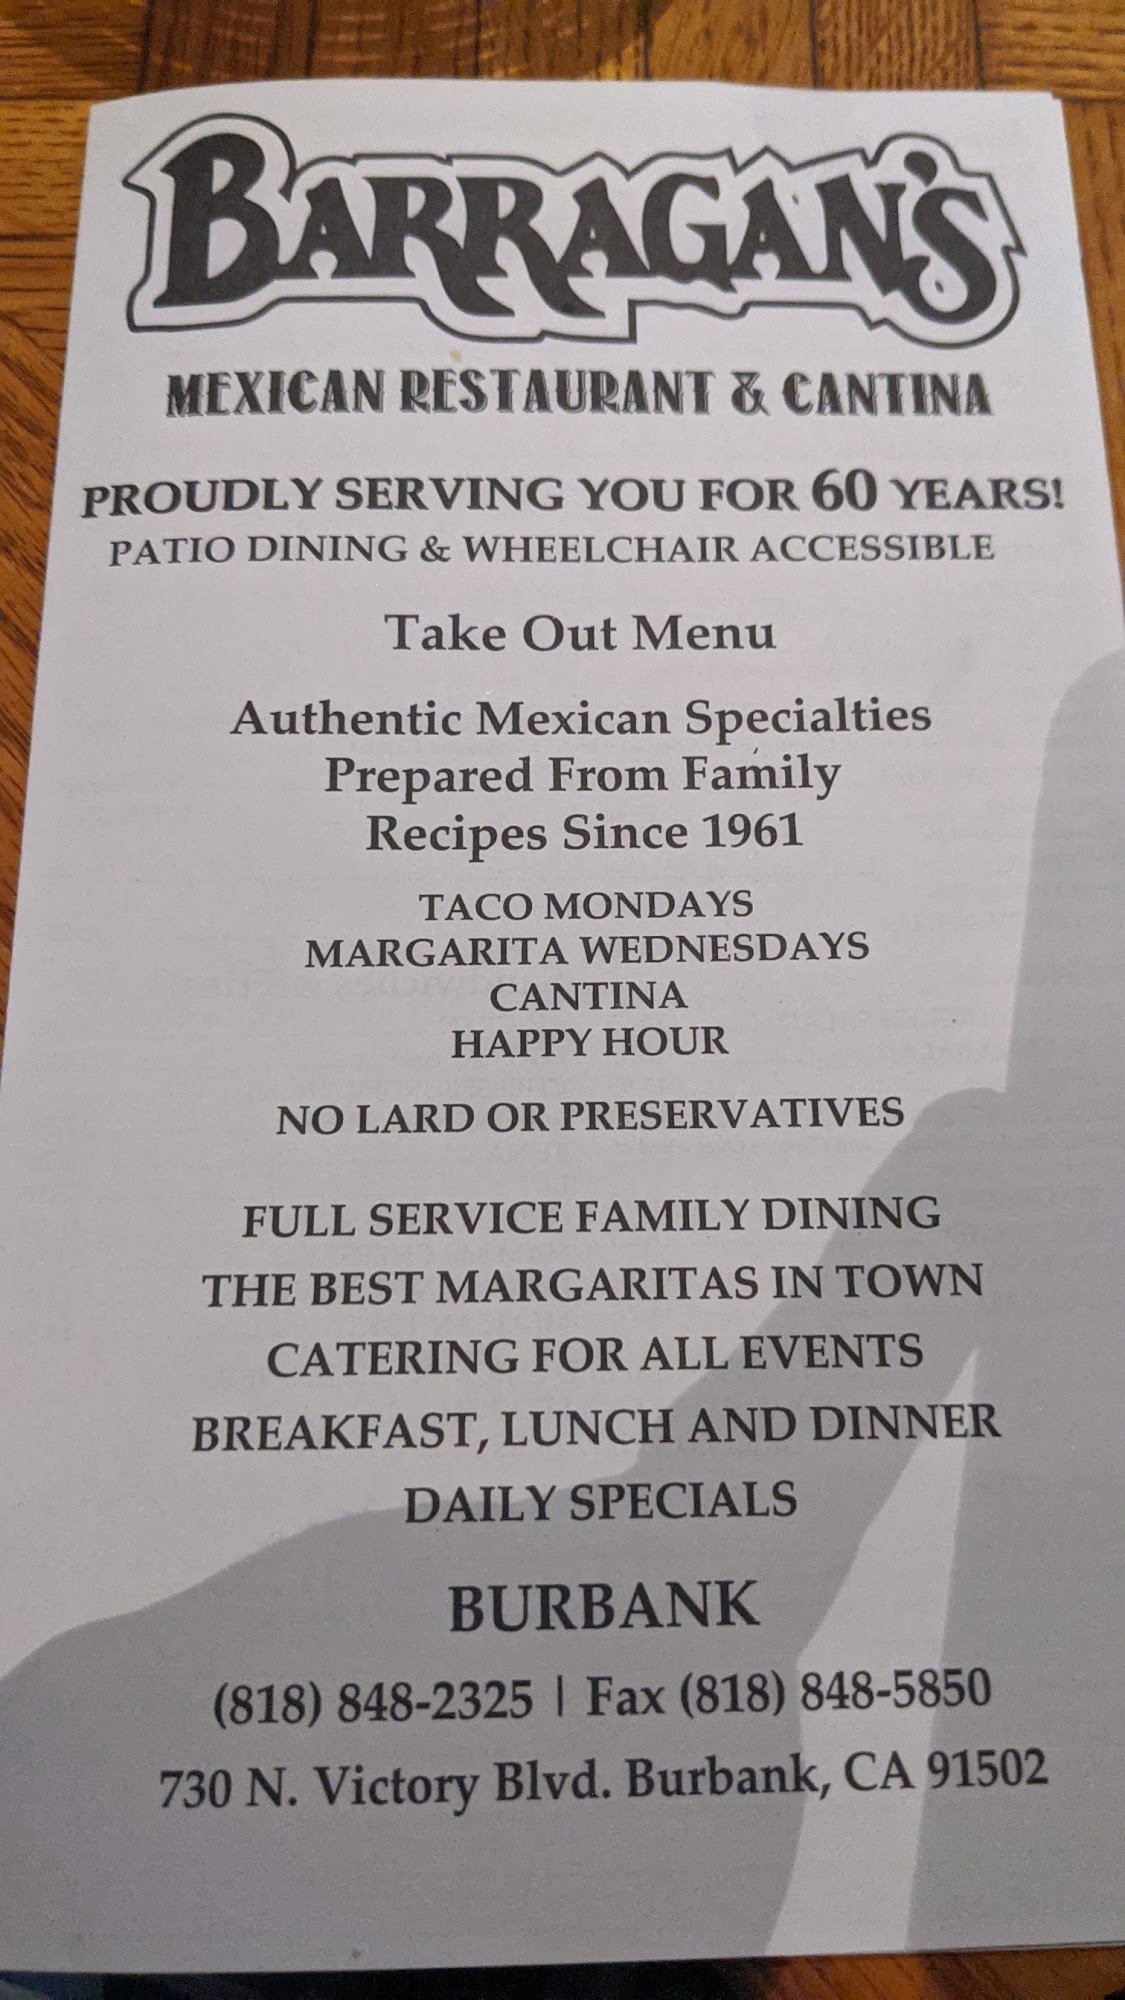 BARRAGAN'S
MEXICAN RESTAURANT & CANTINA
PROUDLY SERVING YOU FOR 60 YEARS!
PATIO DINING & WHEELCHAIR ACCESSIBLE
Take Out Menu
Authentic Mexican Specialties
Prepared From Family
Recipes Since 1961
TACO MONDAYS
MARGARITA WEDNESDAYS
CANTINA
HAPPY HOUR
NO LARD OR PRESERVATIVES
FULL SERVICE FAMILY DINING
THE BEST MARGARITAS IN TOWN
CATERING FOR ALL EVENTS
BREAKFAST, LUNCH AND DINNER
DAILY SPECIALS
BURBANK
(818) 848-2325 | Fax (818) 848-5850
730 N. Victory Blvd. Burbank, CA 91502